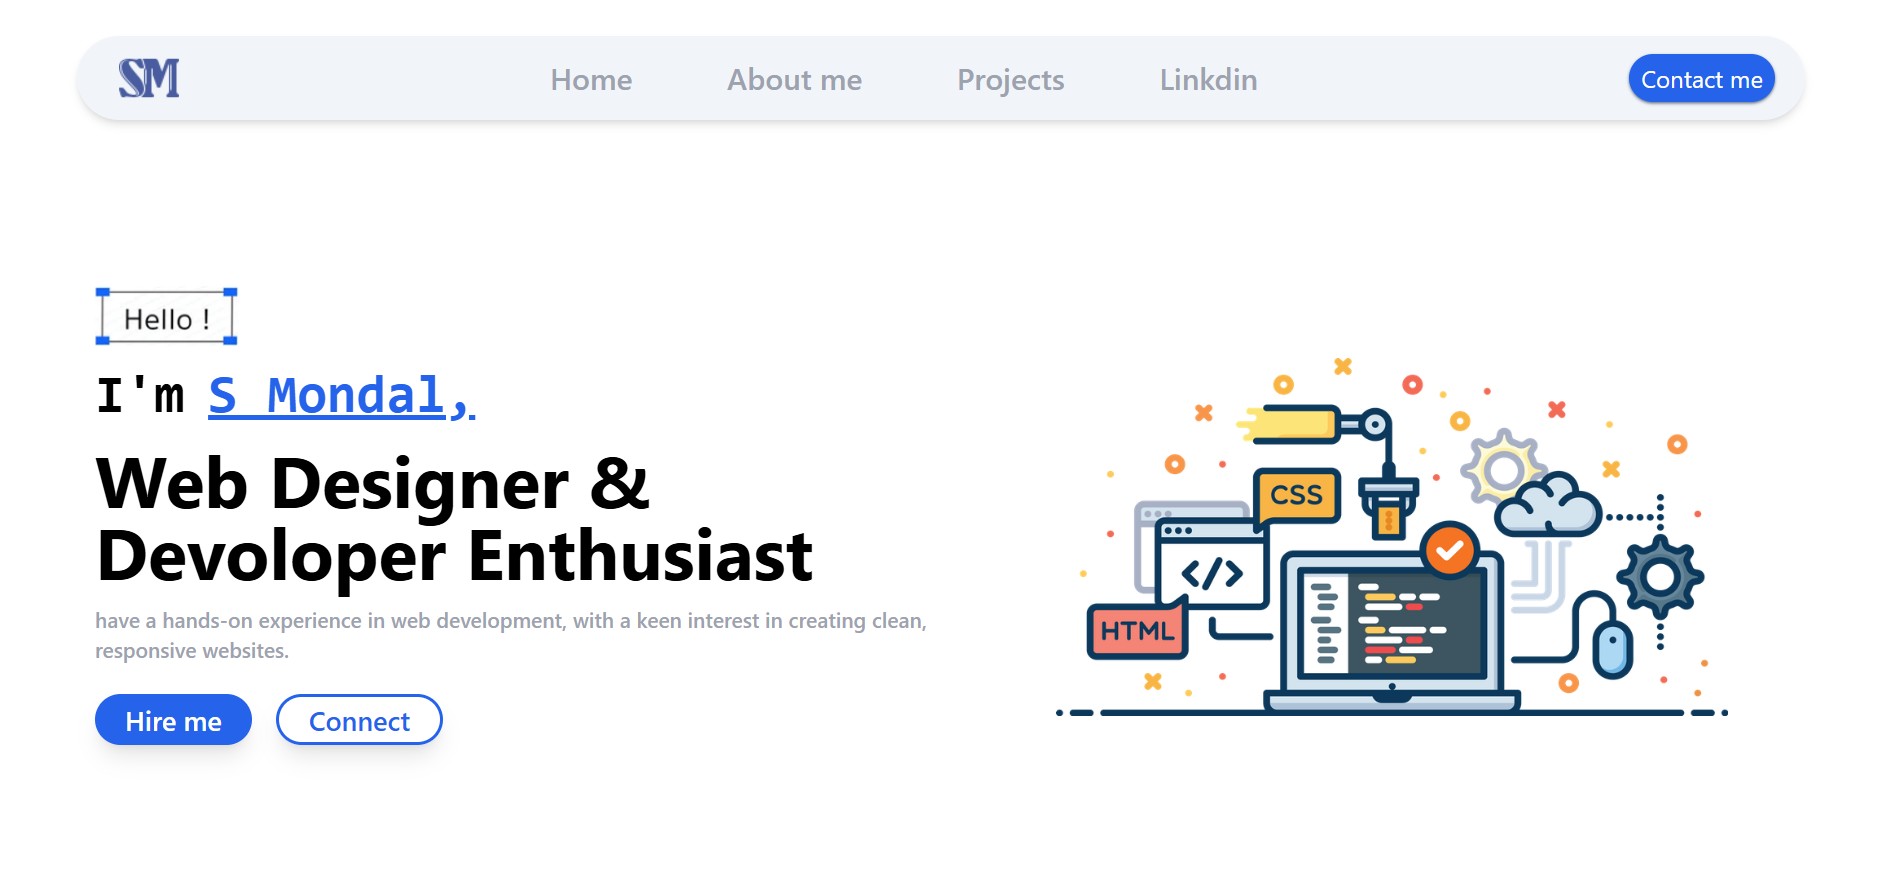 SM
Home
About me
Projects
Linkdin
Contact me
Hello !
I'm S Mondal,
Web Designer &
Devoloper Enthusiast
have a hands-on experience in web development, with a keen interest in creating clean,
responsive websites.
Hire me
Connect
CSS
</>
HTML